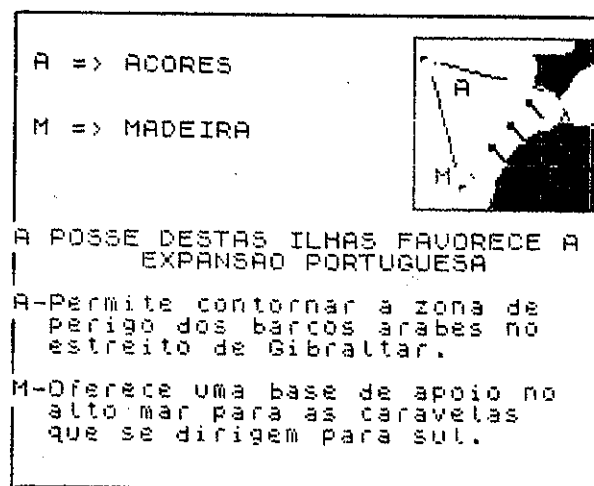 A => ACORES
M => MADEIRA
A
M
A POSSE DESTAS ILHAS FAVORECE A
EXPANSAO PORTUGUESA
A-Permite contornar a zona de
perigo dos barcos arabes no
estreito de Gibraltar.
M-Oferece uma base de apoio no
alto mar para as caravelas
que se dirigem para sul.